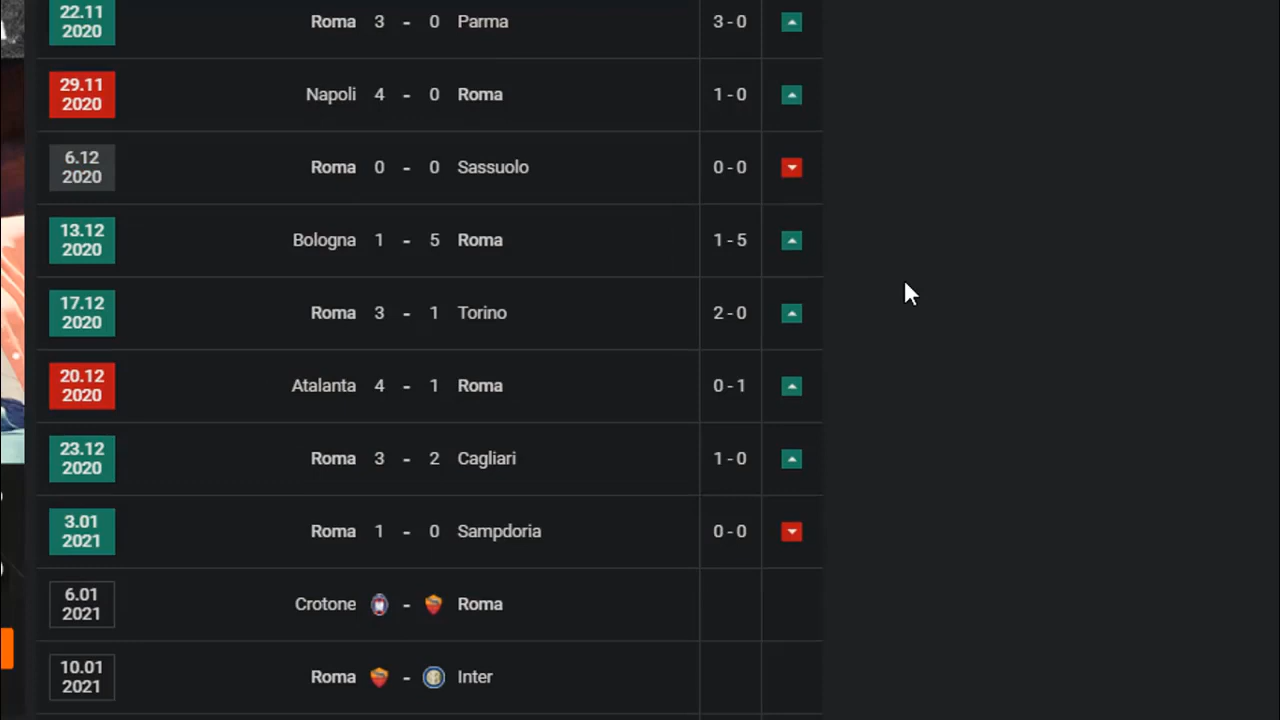 22.11
2020
Roma 3 - 0 Parma 3 - 0
29.11
2020
Napoli 4 - 0 Roma 1 - 0
6.12
2020
Roma 0 - 0 Sassuolo 0 - 0
13.12
2020
Bologna 1 - 5 Roma 1 - 5
17.12
2020
Roma 3 - 1 Torino 2 - 0
20.12
2020
Atalanta 4 - 1 Roma 0 - 1
23.12
2020
Roma 3 - 2 Cagliari 1 - 0
3.01
2021
Roma 1 - 0 Sampdoria 0 - 0
6.01
2021
Crotone - Roma
10.01
2021
Roma - Inter